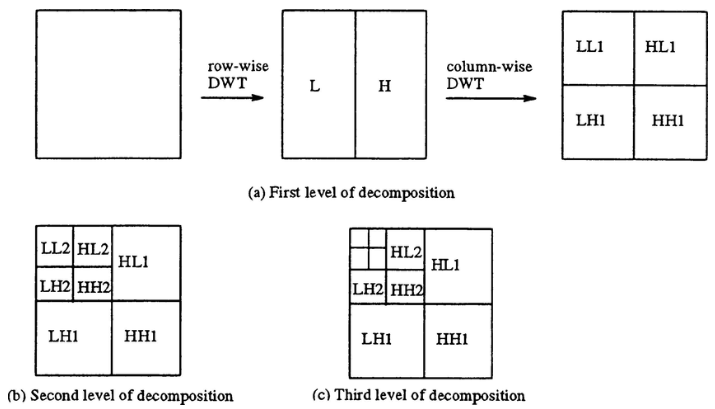 row-wise
DWT
L
H
column-wise
DWT
LL1
HL1
LH1
HH1
(a) First level of decomposition
LL2
HL2
HL1
LH2
HH2
LH1
HH1
(b) Second level of decomposition
HL2
HL1
LH2
HH2
LH1
HH1
(c) Third level of decomposition